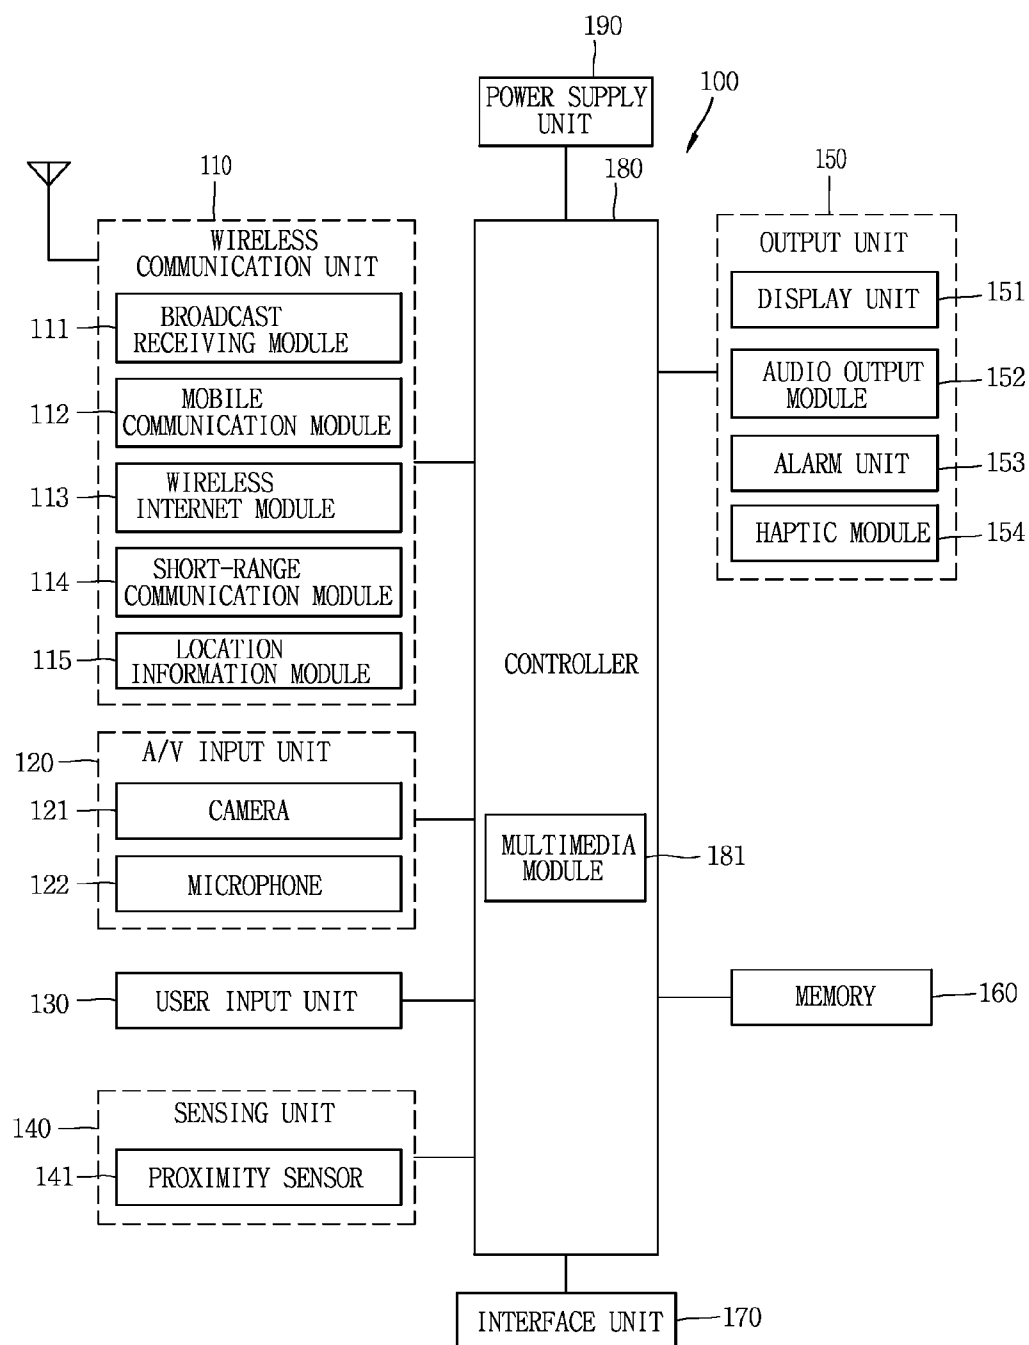 190
POWER SUPPLY
UNIT
100
180
110
WIRELESS
COMMUNICATION UNIT
111
BROADCAST
RECEIVING MODULE
112
MOBILE
COMMUNICATION MODULE
113
WIRELESS
INTERNET MODULE
114
SHORT-RANGE
COMMUNICATION MODULE
115
LOCATION
INFORMATION MODULE
120
A/V INPUT UNIT
121
CAMERA
122
MICROPHONE
130
USER INPUT UNIT
140
SENSING UNIT
141
PROXIMITY SENSOR
CONTROLLER
MULTIMEDIA
MODULE
181
150
OUTPUT UNIT
DISPLAY UNIT
151
AUDIO OUTPUT
MODULE
152
ALARM UNIT
153
HAPTIC MODULE
154
MEMORY
160
INTERFACE UNIT
170